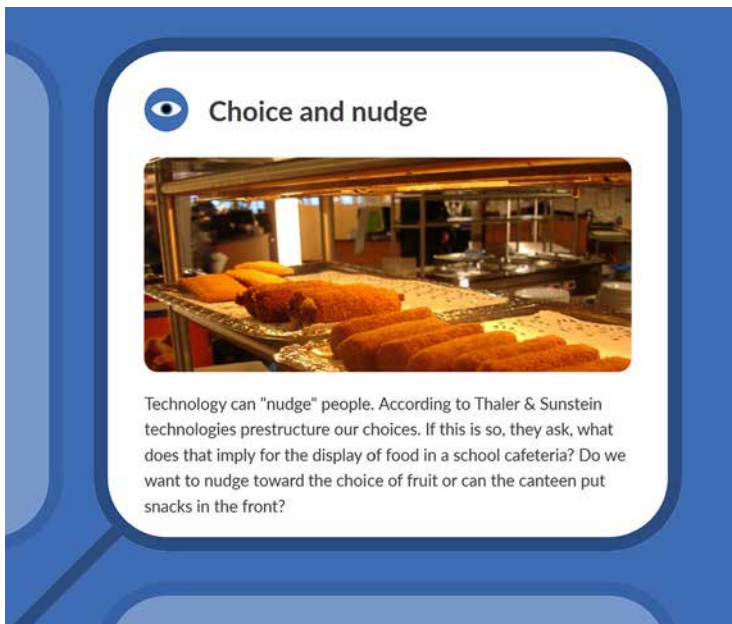 Choice and nudge
Technology can "nudge" people. According to Thaler & Sunstein
technologies prestructure our choices. If this is so, they ask, what
does that imply for the display of food in a school cafeteria? Do we
want to nudge toward the choice of fruit or can the canteen put
snacks in the front?